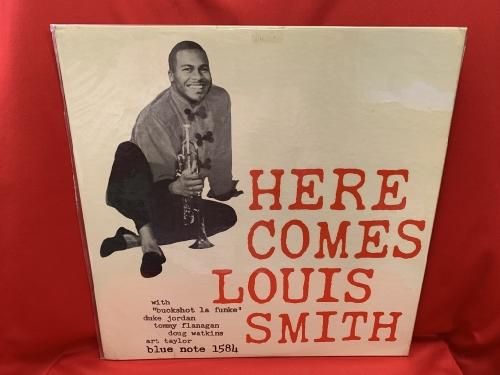 HERE
COMES
LOUIS
SMITH
with
"buckshot la funke"
duke jordan
tommy flanagan
doug watkins
art taylor
blue note 1584